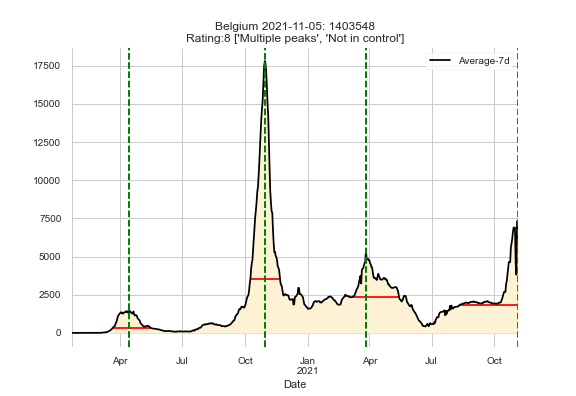 Belgium 2021-11-05: 1403548
Rating:8 ['Multiple peaks', 'Not in control']
Average-7d
17500
15000
12500
10000
7500
5000
2500
0
Apr
Jul
Oct
Jan
2021
Apr
Jul
Oct
Date